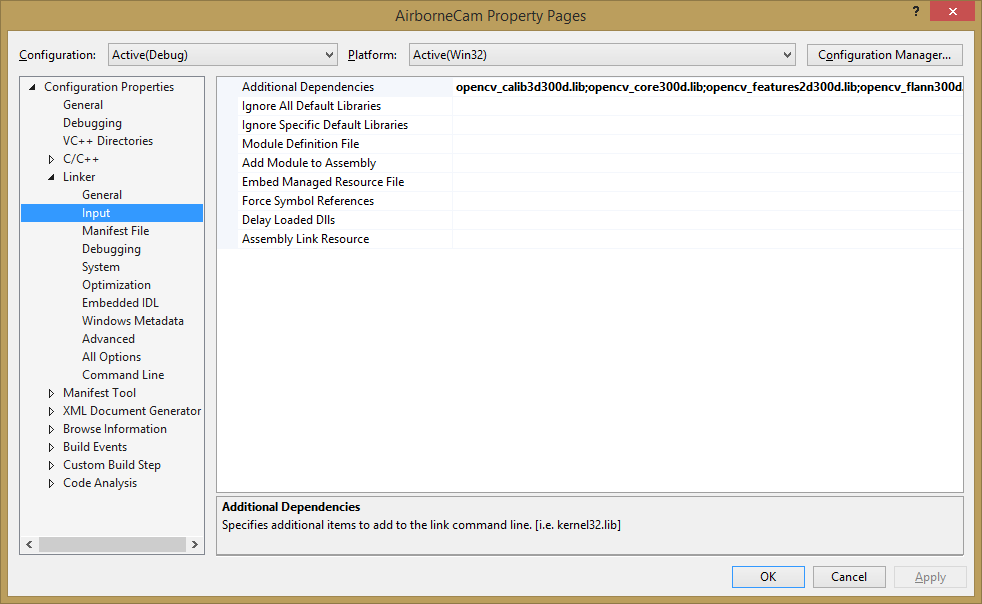 AirborneCam Property Pages
?
Configuration: Active(Debug) Platform: Active(Win32) Configuration Manager...
Configuration Properties
General
Debugging
VC++ Directories
C/C++
Linker
General
Input
Manifest File
Debugging
System
Optimization
Embedded IDL
Windows Metadata
Advanced
All Options
Command Line
Manifest Tool
XML Document Generator
Browse Information
Build Events
Custom Build Step
Code Analysis
Additional Dependencies opencv_calib3d300d.lib;opencv_core300d.lib;opencv_features2d300d.lib;opencv_flann300d.
Ignore All Default Libraries
Ignore Specific Default Libraries
Module Definition File
Add Module to Assembly
Embed Managed Resource File
Force Symbol References
Delay Loaded Dlls
Assembly Link Resource
Additional Dependencies
Specifies additional items to add to the link command line. [i.e. kernel32.lib]
OK Cancel Apply